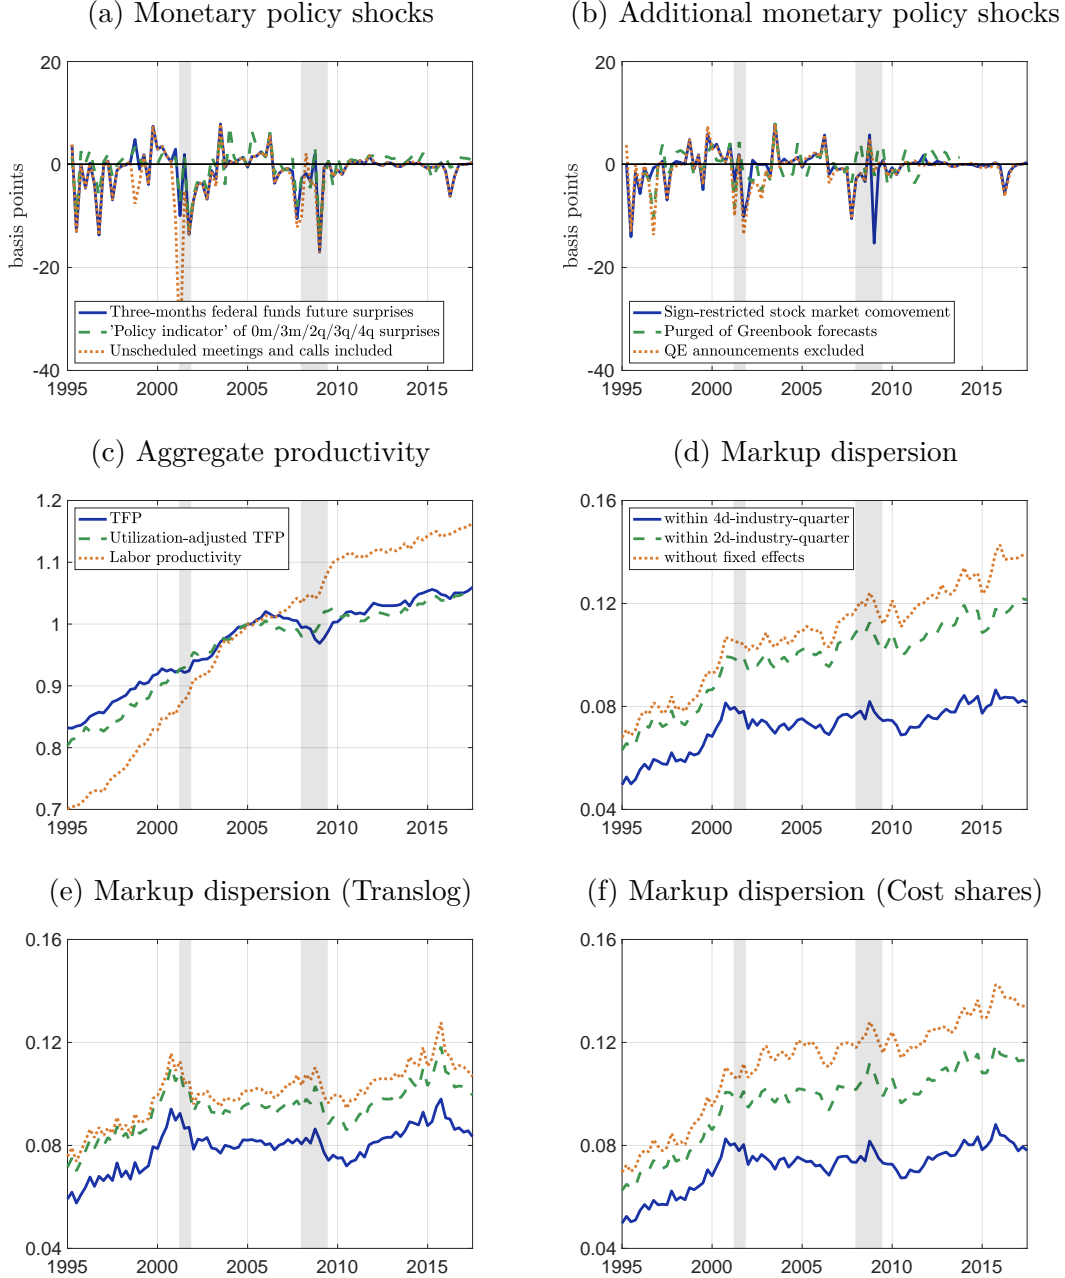 (a) Monetary policy shocks
20
0
-20
-40
basis points
Three-months federal funds future surprises
'Policy indicator' of 0m/3m/2q/3q/4q surprises
Unscheduled meetings and calls included
1995 2000 2005 2010 2015
(b) Additional monetary policy shocks
20
0
-20
-40
basis points
Sign-restricted stock market comovement
Purged of Greenbook forecasts
QE announcements excluded
1995 2000 2005 2010 2015
(c) Aggregate productivity
1.2
1.1
1
0.9
0.8
0.7
TFP
Utilization-adjusted TFP
Labor productivity
1995 2000 2005 2010 2015
(d) Markup dispersion
0.16
0.12
0.08
0.04
within 4d-industry-quarter
within 2d-industry-quarter
without fixed effects
1995 2000 2005 2010 2015
(e) Markup dispersion (Translog)
0.16
0.12
0.08
0.04
1995 2000 2005 2010 2015
(f) Markup dispersion (Cost shares)
0.16
0.12
0.08
0.04
1995 2000 2005 2010 2015